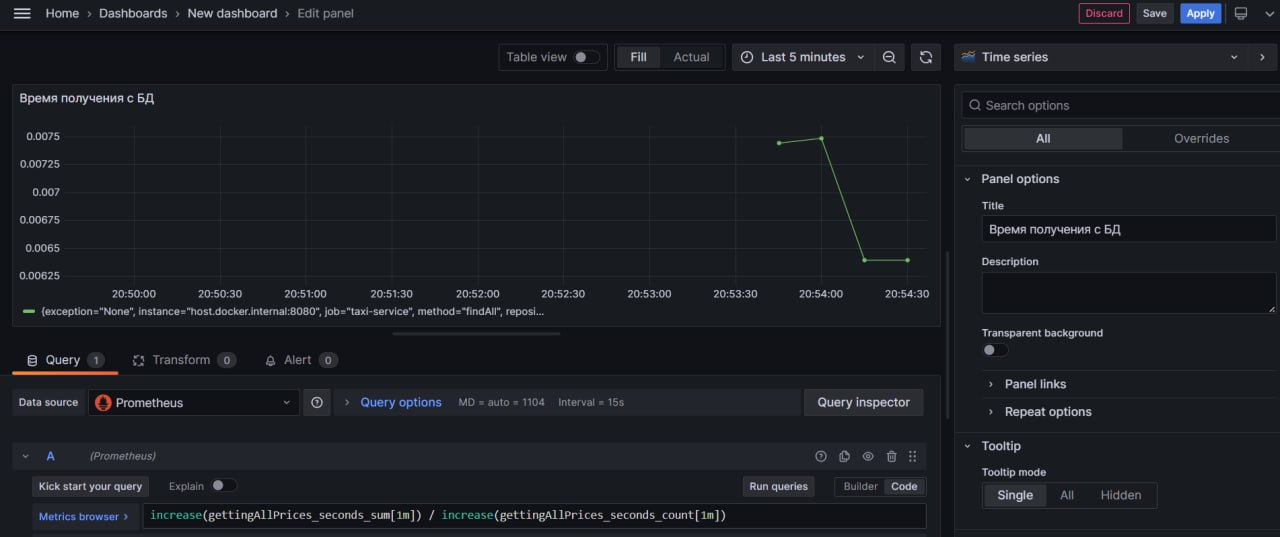 Home › Dashboards › New dashboard › Edit panel
Discard Save Apply
Table view Fill Actual Last 5 minutes
Time series
Время получения с БД
0.0075
0.00725
0.007
0.00675
0.0065
0.00625
20:50:00 20:50:30 20:51:00 20:51:30 20:52:00 20:52:30 20:53:00 20:53:30 20:54:00 20:54:30
{exception="None", instance="host.docker.internal:8080", job="taxi-service", method="findAll", reposi...
Query 1 Transform 0 Alert 0
Data source Prometheus Query options MD = auto = 1104 Interval = 15s Query inspector
A (Prometheus)
Kick start your query Explain Run queries Builder Code
Metrics browser › increase(gettingAllPrices_seconds_sum[1m]) / increase(gettingAllPrices_seconds_count[1m])
Search options
All Overrides
Panel options
Title
Время получения с БД
Description
Transparent background
Panel links
Repeat options
Tooltip
Tooltip mode
Single All Hidden